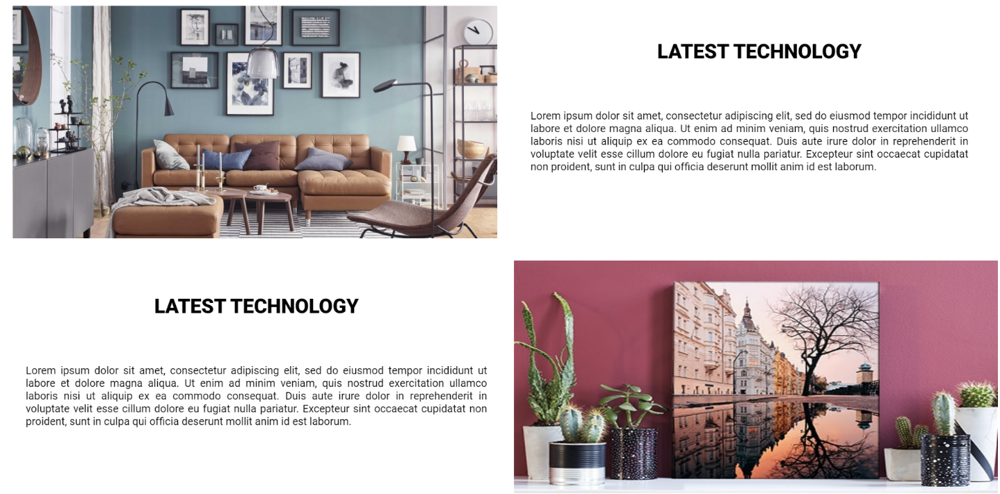 LATEST TECHNOLOGY
Lorem ipsum dolor sit amet, consectetur adipiscing elit, sed do eiusmod tempor incididunt ut
labore et dolore magna aliqua. Ut enim ad minim veniam, quis nostrud exercitation ullamco
laboris nisi ut aliquip ex ea commodo consequat. Duis aute irure dolor in reprehenderit in
voluptate velit esse cillum dolore eu fugiat nulla pariatur. Excepteur sint occaecat cupidatat
non proident, sunt in culpa qui officia deserunt mollit anim id est laborum.
LATEST TECHNOLOGY
Lorem ipsum dolor sit amet, consectetur adipiscing elit, sed do eiusmod tempor incididunt ut
labore et dolore magna aliqua. Ut enim ad minim veniam, quis nostrud exercitation ullamco
laboris nisi ut aliquip ex ea commodo consequat. Duis aute irure dolor in reprehenderit in
voluptate velit esse cillum dolore eu fugiat nulla pariatur. Excepteur sint occaecat cupidatat non
proident, sunt in culpa qui officia deserunt mollit anim id est laborum.